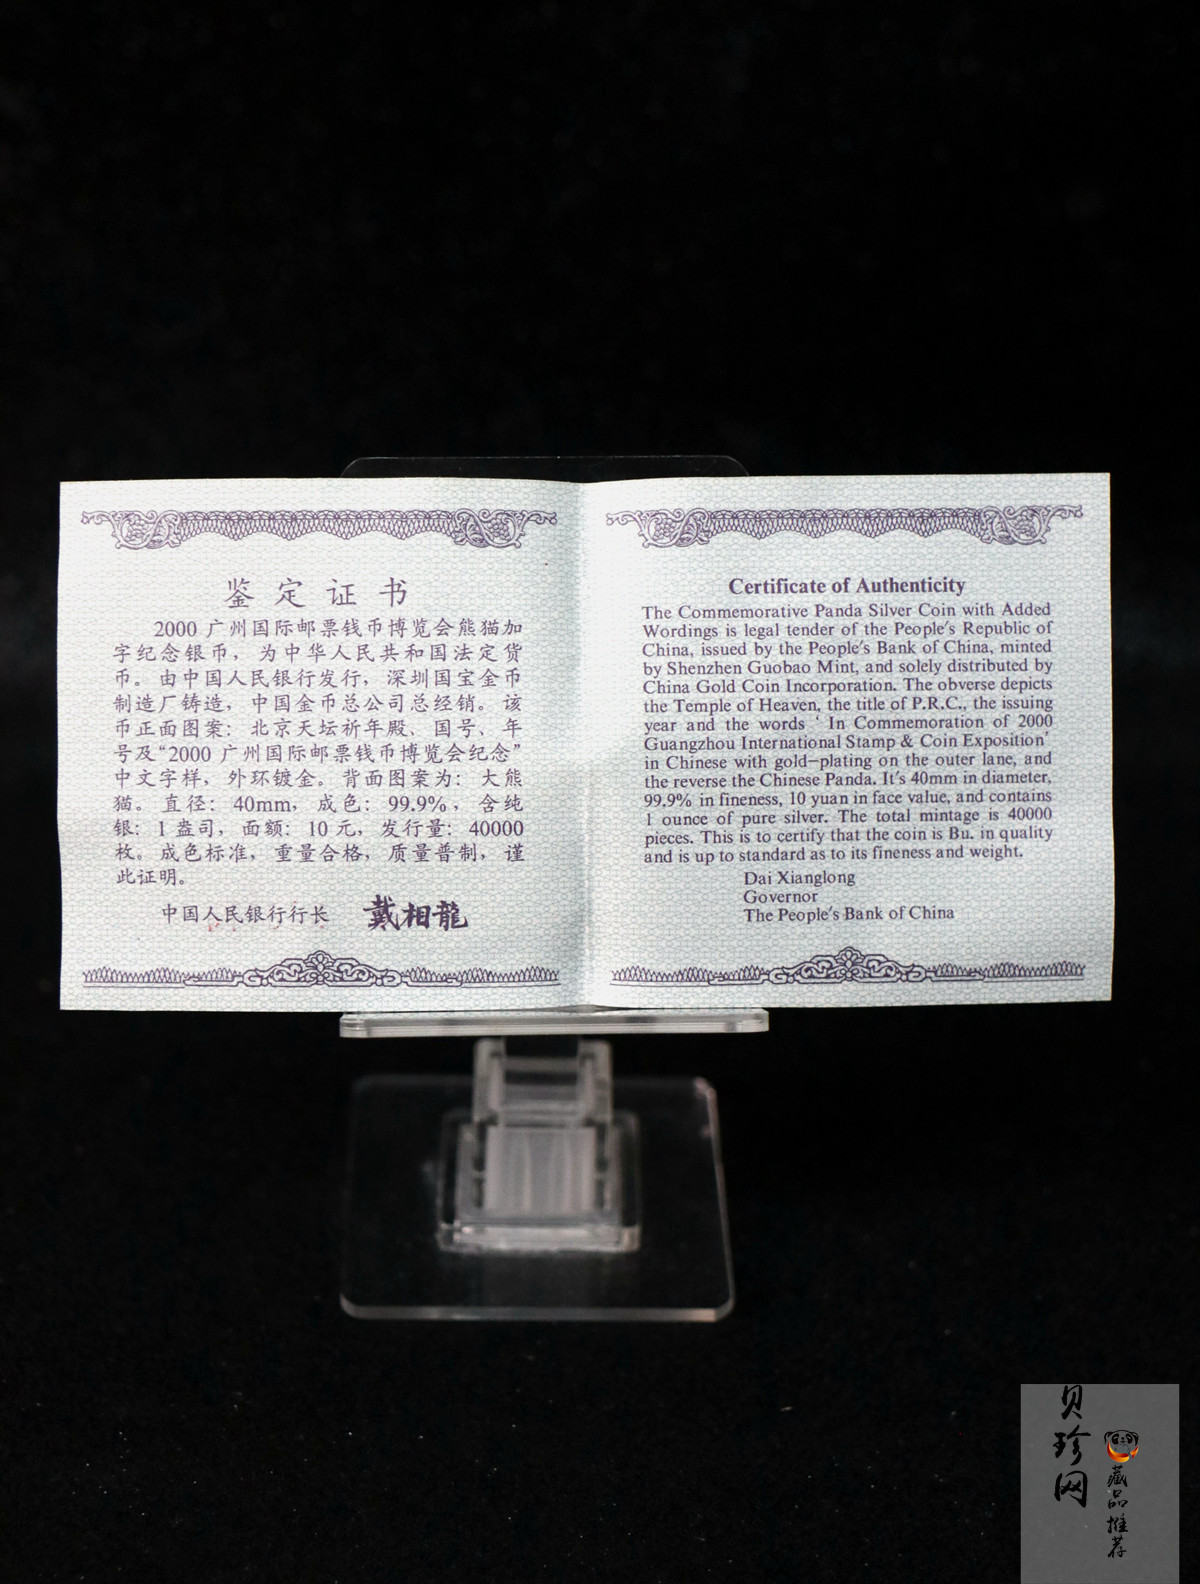 鉴定证书
2000 广州国际邮票钱币博览会熊猫加
字纪念银币，为中华人民共和国法定货
币。由中国人民银行发行，深圳国宝金币
制造厂铸造，中国金币总公司总经销。该
币正面图案：北京天坛祈年殿、国号、年
号及“2000 广州国际邮票钱币博览会纪念”
中文字样，外环镀金。背面图案为：大熊
猫。直径：40mm，成色：99.9%，含纯
银：1 盎司，面额：10 元，发行量：40000
枚。成色标准，重量合格，质量普制，谨
此证明。
中国人民银行行长 戴相龍
Certificate of Authenticity
The Commemorative Panda Silver Coin with Added
Wordings is legal tender of the People's Republic of
China, issued by the People's Bank of China, minted
by Shenzhen Guobao Mint, and solely distributed by
China Gold Coin Incorporation. The obverse depicts
the Temple of Heaven, the title of P.R.C., the issuing
year and the words ‘ In Commemoration of 2000
Guangzhou International Stamp & Coin Exposition’
in Chinese with gold-plating on the outer lane, and
the reverse the Chinese Panda. It's 40mm in diameter,
99.9% in fineness, 10 yuan in face value, and contains
1 ounce of pure silver. The total mintage is 40000
pieces. This is to certify that the coin is Bu. in quality
and is up to standard as to its fineness and weight.
Dai Xianglong
Governor
The People's Bank of China
贝珍网
藏品推荐